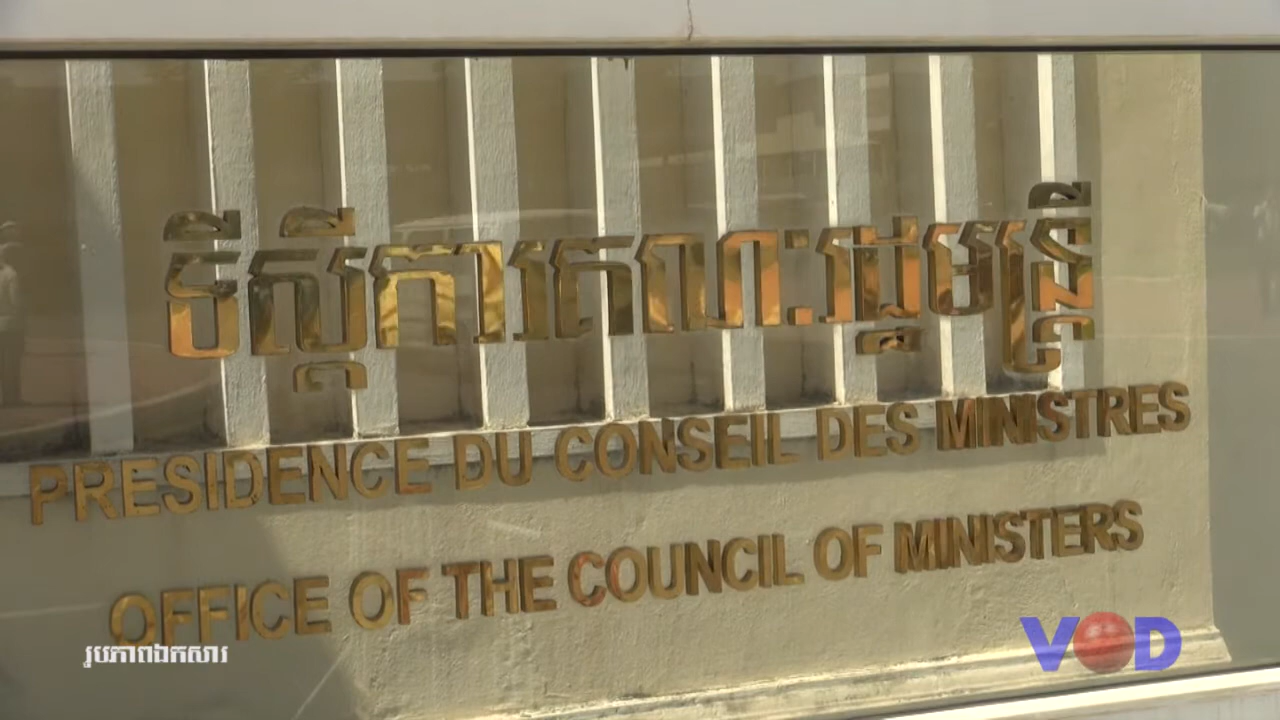 ទីស្ដីការគណៈរដ្ឋមន្ត្រី
PRESIDENCE DU CONSEIL DES MINISTRES
OFFICE OF THE COUNCIL OF MINISTERS
រូបភាពឯកសារ
VOD